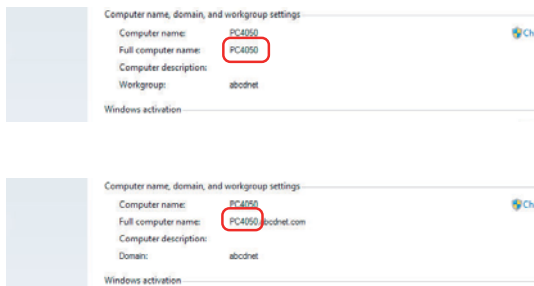 Computer name, domain, and workgroup settings
Computer name: PC4050 Ch
Full computer name: PC4050
Computer description:
Workgroup: abcdnet
Windows activation
Computer name, domain, and workgroup settings
Computer name: PC4050 Ch
Full computer name: PC4050.abcdnet.com
Computer description:
Domain: abcdnet
Windows activation